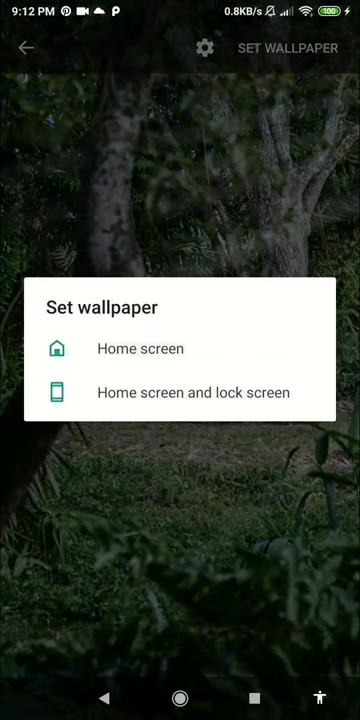 9:12 PM 0.8KB/s 100
SET WALLPAPER
Set wallpaper
Home screen
Home screen and lock screen